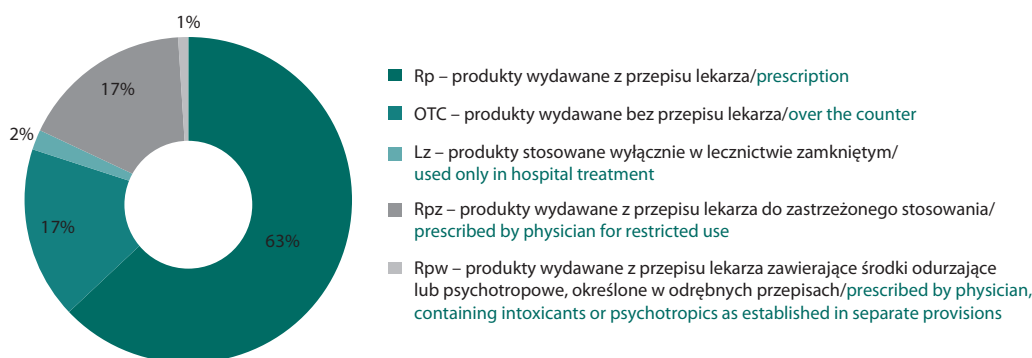 1%
17%
2%
17%
63%
Rp – produkty wydawane z przepisu lekarza/prescription
OTC – produkty wydawane bez przepisu lekarza/over the counter
Lz – produkty stosowane wyłącznie w lecznictwie zamkniętym/
used only in hospital treatment
Rpz – produkty wydawane z przepisu lekarza do zastrzeżonego stosowania/
prescribed by physician for restricted use
Rpw – produkty wydawane z przepisu lekarza zawierające środki odurzające
lub psychotropowe, określone w odrębnych przepisach/prescribed by physician,
containing intoxicants or psychotropics as established in separate provisions